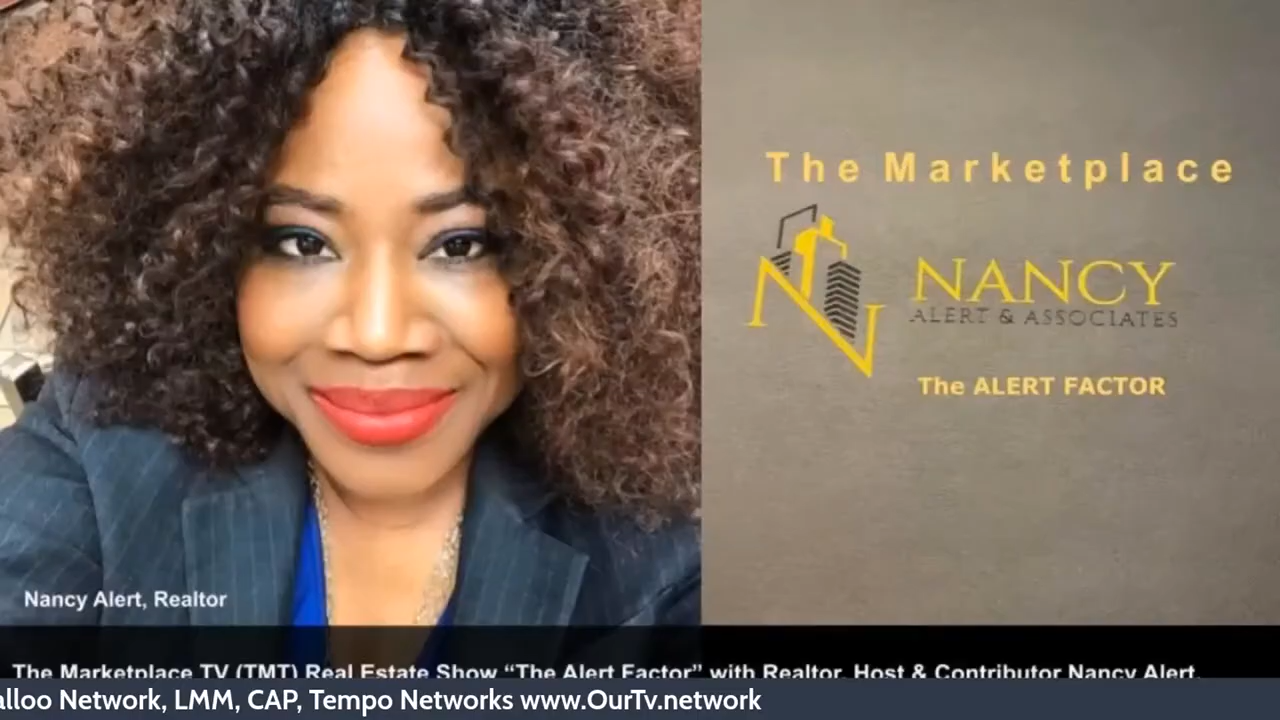 The Marketplace
NANCY
ALERT & ASSOCIATES
The ALERT FACTOR
Nancy Alert, Realtor
The Marketplace TV (TMT) Real Estate Show “The Alert Factor” with Realtor, Host & Contributor Nancy Alert.
alloo Network, LMM, CAP, Tempo Networks www.OurTv.network